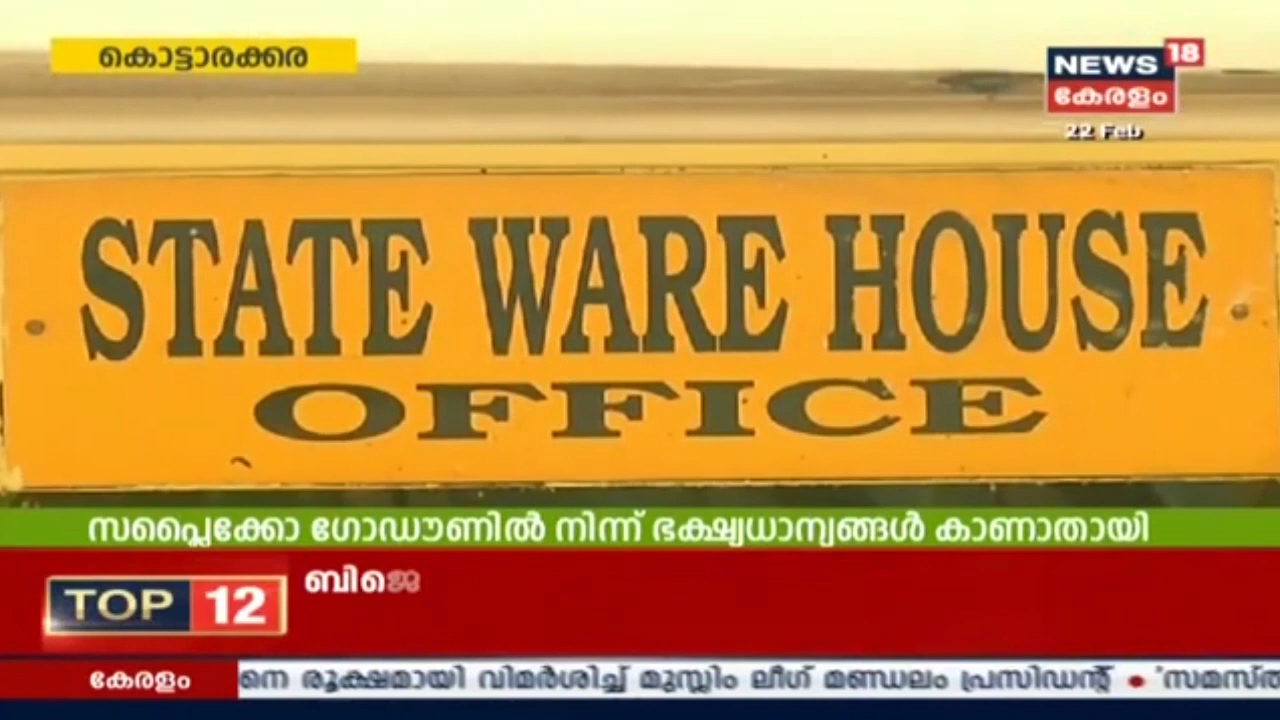 കൊട്ടാരക്കര
NEWS 18
കേരളം
22 Feb
STATE WARE HOUSE
OFFICE
സപ്ലൈക്കോ ഗോഡൗണിൽ നിന്ന് ഭക്ഷ്യധാന്യങ്ങൾ കാണാതായി
TOP 12
ബിജെ
കേരളം
നെ രൂക്ഷമായി വിമർശിച്ച് മുസ്ലിം ലീഗ് മണ്ഡലം പ്രസിഡന്റ് • 'സമസ്ത